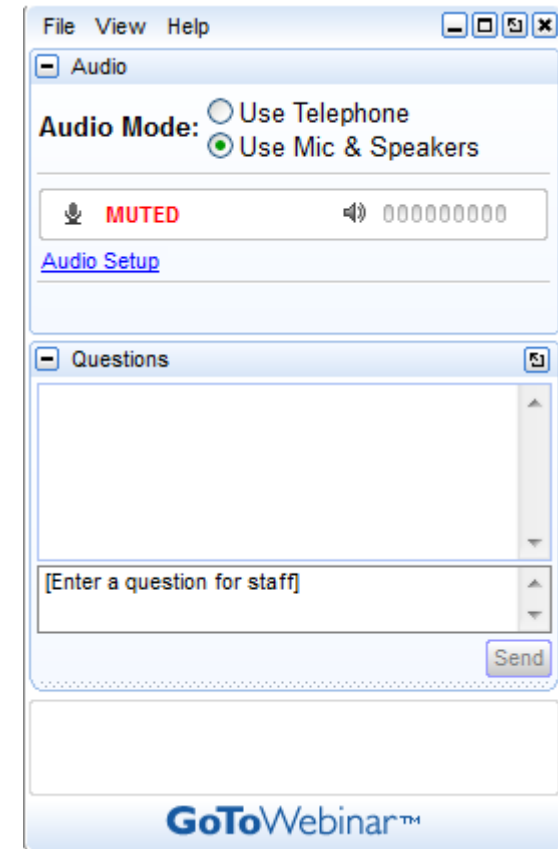 File View Help
Audio
Audio Mode:
Use Telephone
Use Mic & Speakers
MUTED
000000000
Audio Setup
Questions
[Enter a question for staff]
Send
GoToWebinar™